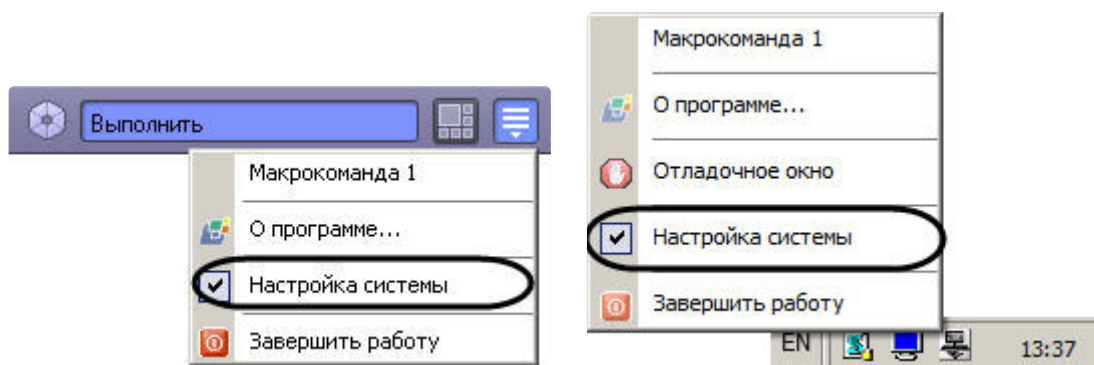 Выполнить
Макрокоманда 1
О программе...
Настройка системы
Завершить работу
Макрокоманда 1
О программе...
Отладочное окно
Настройка системы
Завершить работу
EN 13:37